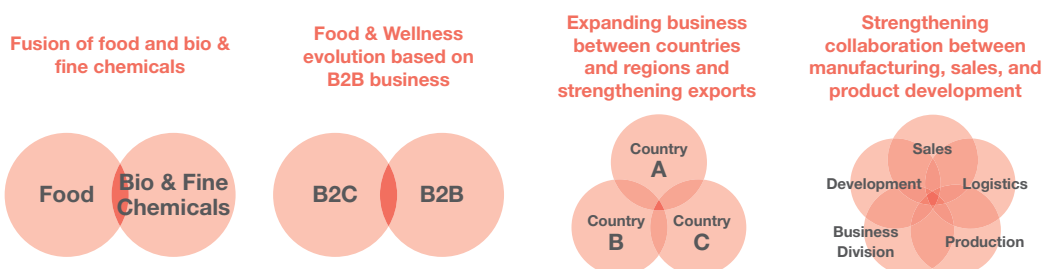 Fusion of food and bio &
fine chemicals
Food
Bio & Fine
Chemicals
Food & Wellness
evolution based on
B2B business
B2C
B2B
Expanding business
between countries
and regions and
strengthening exports
Country
A
Country
B
Country
C
Strengthening
collaboration between
manufacturing, sales, and
product development
Sales
Development
Logistics
Business
Division
Production